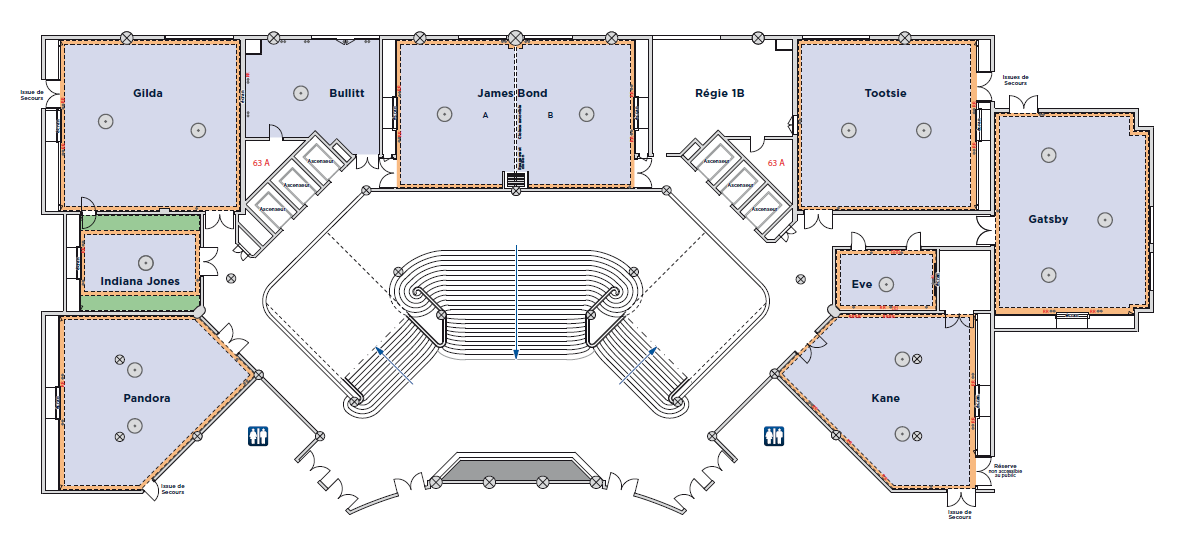 Gilda
Bullitt
James Bond
A
B
Régie 1B
Tootsie
Issue de
Secours
Issues de
Secours
63 A
Ascenseur
Ascenseur
Ascenseur
63 A
Ascenseur
Ascenseur
Ascenseur
Gatsby
Indiana Jones
Eve
Pandora
Kane
Issue de
Secours
Réserve
non accessible
au public
Issue de
Secours